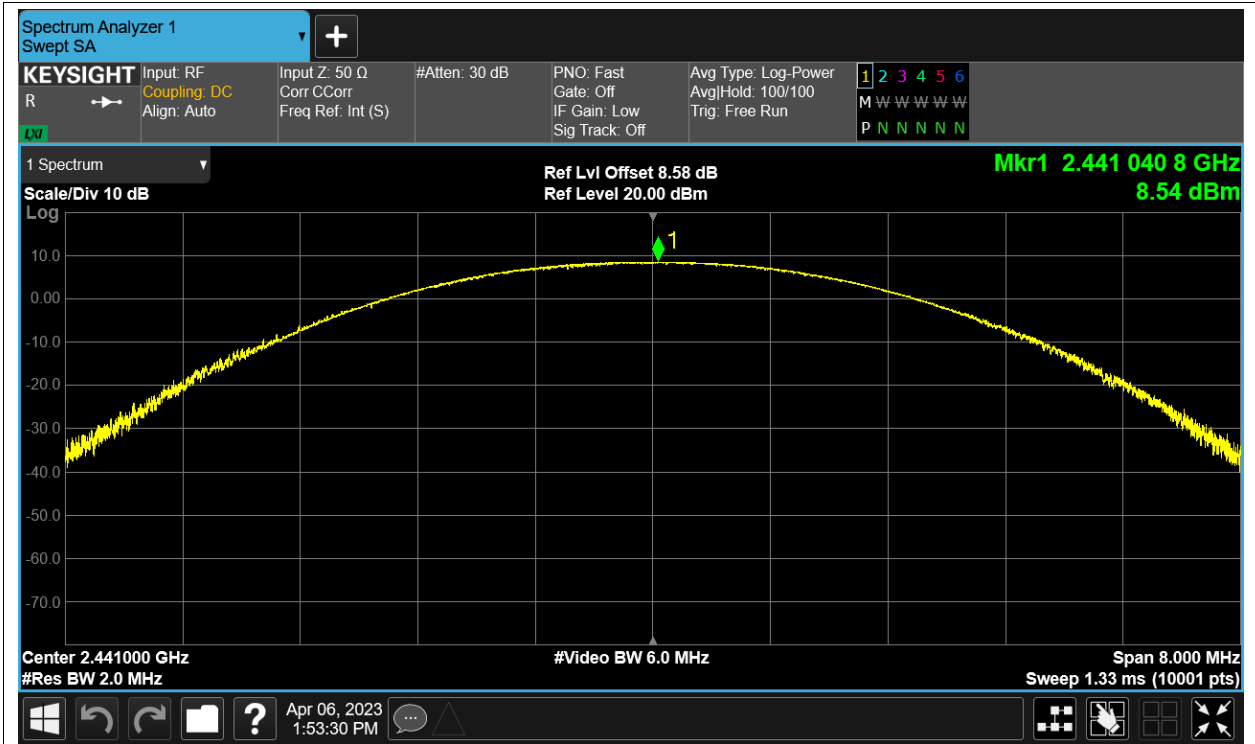 Spectrum Analyzer 1
Swept SA
KEYSIGHT
R
LXI
Input: RF
Coupling: DC
Align: Auto
Input Z: 50 Ω
Corr CCorr
Freq Ref: Int (S)
#Atten: 30 dB
PNO: Fast
Gate: Off
IF Gain: Low
Sig Track: Off
Avg Type: Log-Power
Avg|Hold: 100/100
Trig: Free Run
1 2 3 4 5 6
M W W W W W
P N N N N N
1 Spectrum
Scale/Div 10 dB
Log
Ref Lvl Offset 8.58 dB
Ref Level 20.00 dBm
Mkr1 2.441 040 8 GHz
8.54 dBm
1
10.0
0.00
-10.0
-20.0
-30.0
-40.0
-50.0
-60.0
-70.0
Center 2.441000 GHz
#Video BW 6.0 MHz
Span 8.000 MHz
#Res BW 2.0 MHz
Sweep 1.33 ms (10001 pts)
?
Apr 06, 2023
1:53:30 PM